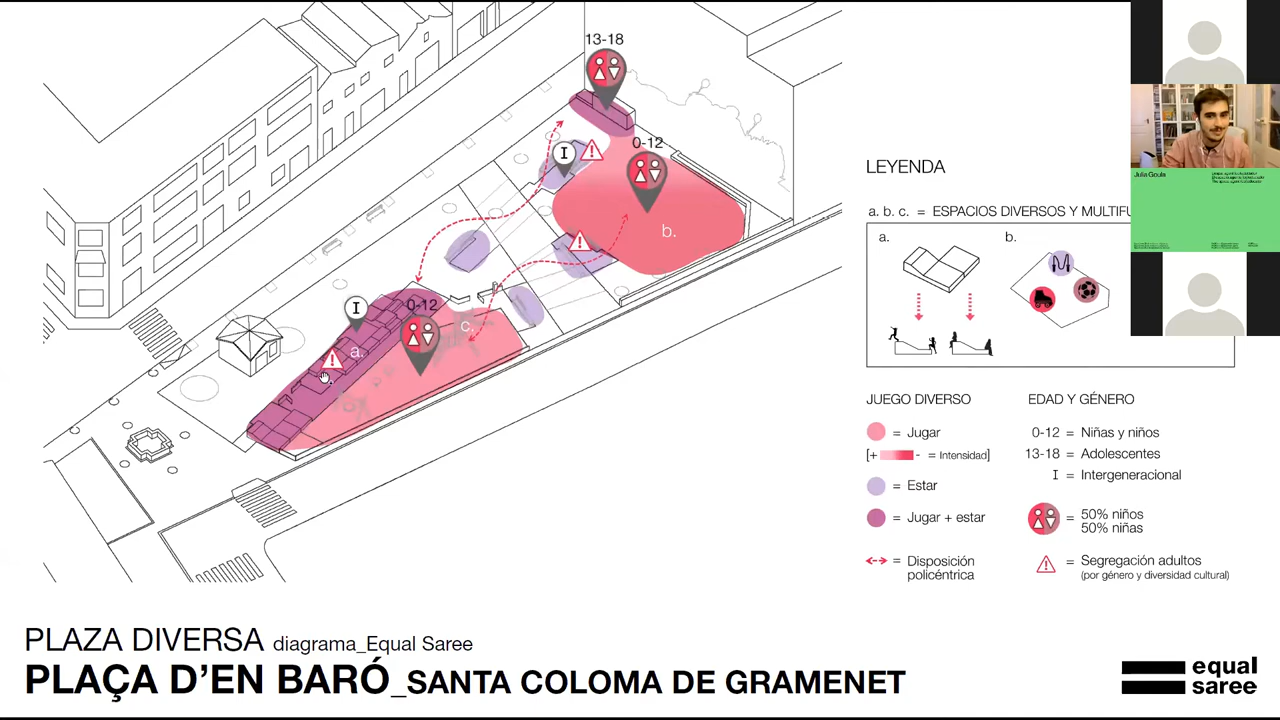 13-18
I
0-12
b.
I
0-12
c.
a.
LEYENDA
a. b. c. = ESPACIOS DIVERSOS Y MULTIFU
a.
b.
JUEGO DIVERSO
= Jugar
[+ - = Intensidad]
= Estar
= Jugar + estar
= Disposición
policéntrica
EDAD Y GÉNERO
0-12 = Niñas y niños
13-18 = Adolescentes
I = Intergeneracional
= 50% niños
50% niñas
= Segregación adultos
(por género y diversidad cultural)
Julia Goula
PLAZA DIVERSA diagrama_Equal Saree
PLAÇA D'EN BARÓ_SANTA COLOMA DE GRAMENET
equal
saree